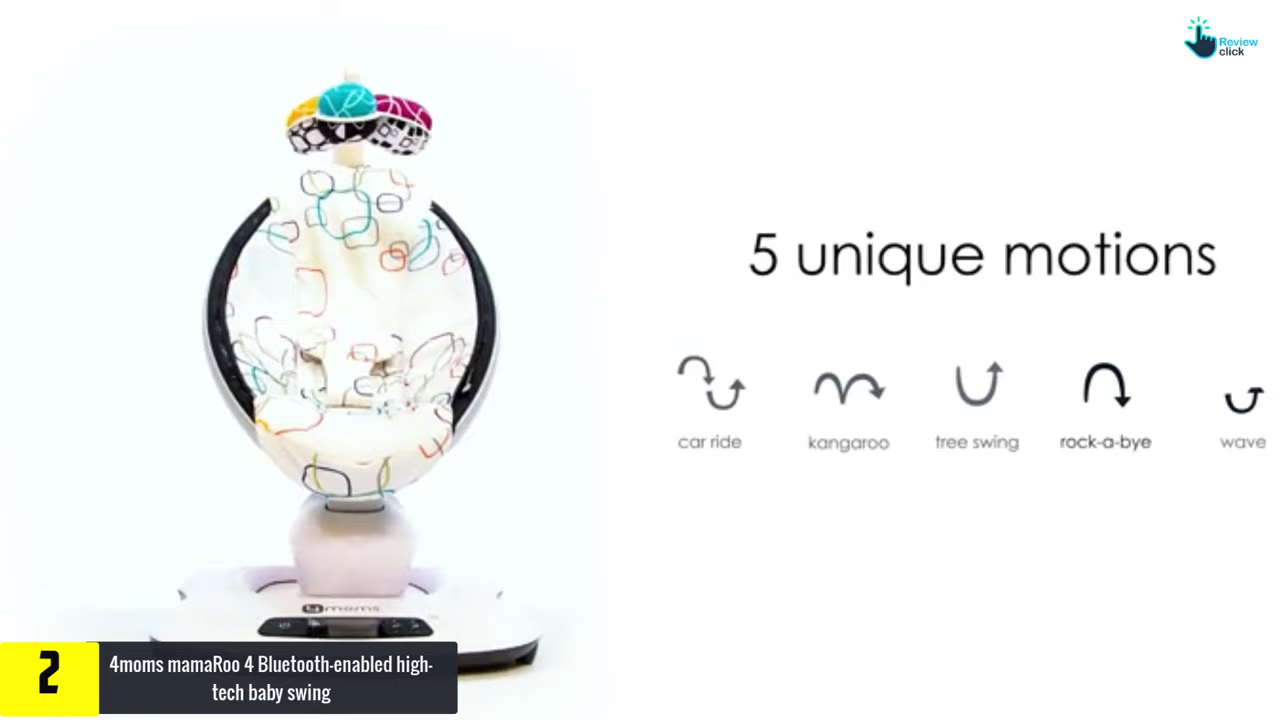 Review
click
5 unique motions
car ride
kangaroo
tree swing
rock-a-bye
wave
4moms
2
4moms mamaRoo 4 Bluetooth-enabled high-
tech baby swing